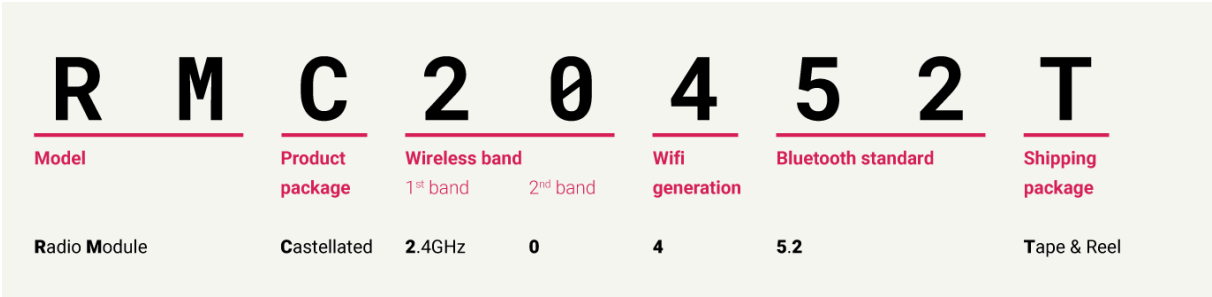 R M C 2 0 4 5 2 T
Model Product package Wireless band Wifi generation Bluetooth standard Shipping package
1st band 2nd band
Radio Module Castellated 2.4GHz 0 4 5.2 Tape & Reel